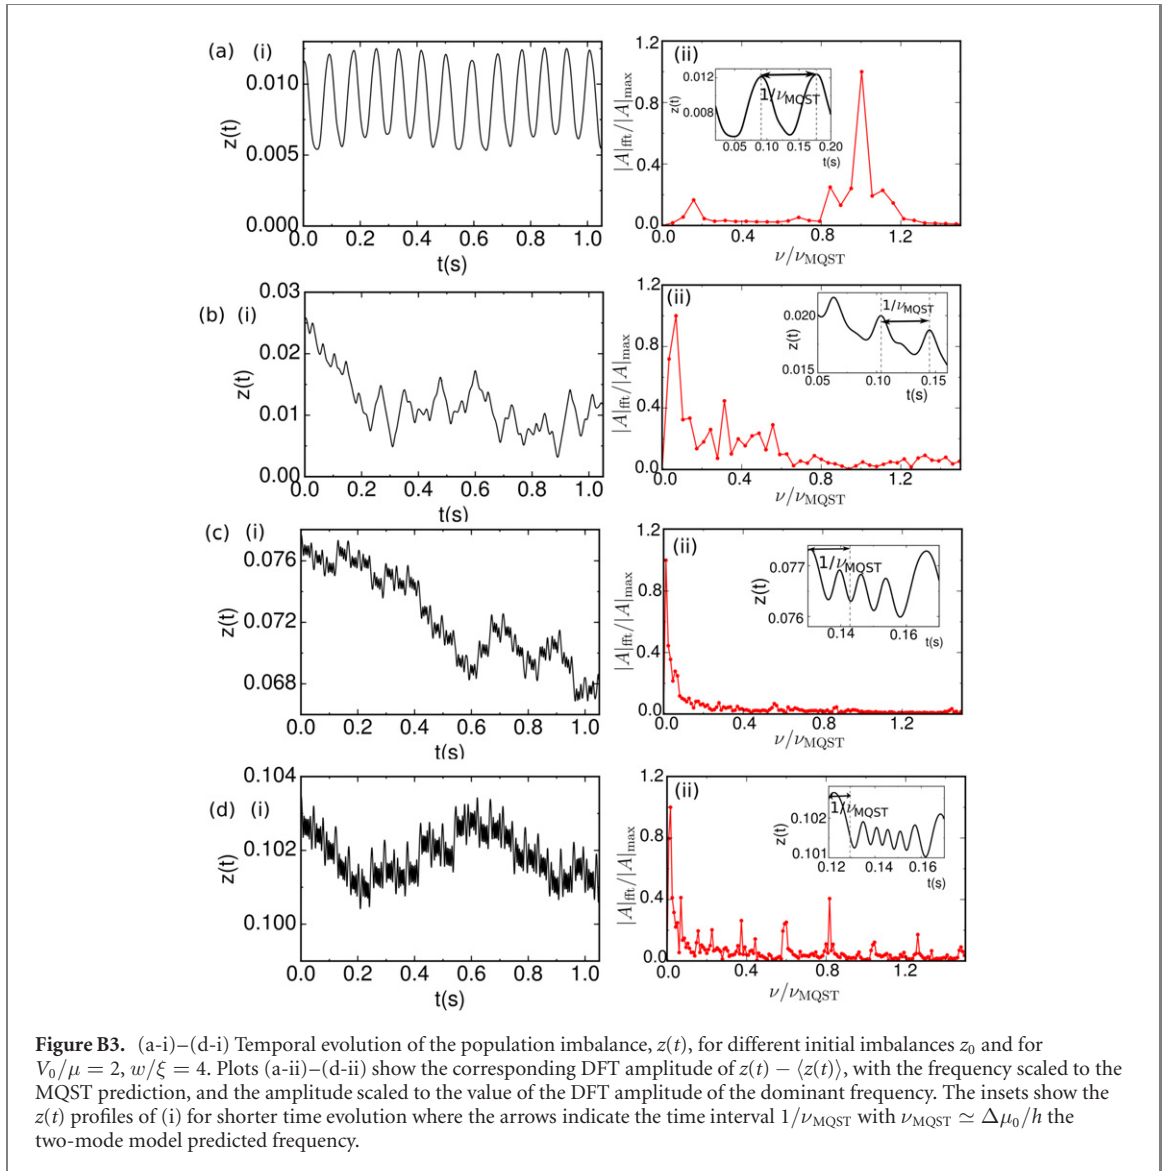 (a) (i)
0.010
0.005
0.000
z(t)
0.0 0.2 0.4 0.6 0.8 1.0
t(s)
(ii)
1.2
0.8
0.4
0.0
|A|fft/|A|max
0.0 0.4 0.8 1.2
ν/νMQST
0.012
0.008
z(t)
1/νMQST
0.05 0.10 0.15 0.20
t(s)
(b) (i)
0.03
0.02
0.01
0.00
z(t)
0.0 0.2 0.4 0.6 0.8 1.0
t(s)
(ii)
1.2
0.8
0.4
0.0
|A|fft/|A|max
0.0 0.4 0.8 1.2
ν/νMQST
0.020
0.015
z(t)
1/νMQST
0.05 0.10 0.15
t(s)
(c) (i)
0.076
0.072
0.068
z(t)
0.0 0.2 0.4 0.6 0.8 1.0
t(s)
(ii)
1.2
0.8
0.4
0.0
|A|fft/|A|max
0.0 0.4 0.8 1.2
ν/νMQST
0.077
0.076
z(t)
1/νMQST
0.14 0.16
t(s)
(d) (i)
0.104
0.102
0.100
z(t)
0.0 0.2 0.4 0.6 0.8 1.0
t(s)
(ii)
1.2
0.8
0.4
0.0
|A|fft/|A|max
0.0 0.4 0.8 1.2
ν/νMQST
0.102
0.101
z(t)
1/νMQST
0.12 0.14 0.16
t(s)
Figure B3. (a-i)–(d-i) Temporal evolution of the population imbalance, z(t), for different initial imbalances z0 and for
V0/μ = 2, w/ξ = 4. Plots (a-ii)–(d-ii) show the corresponding DFT amplitude of z(t) − ⟨z(t)⟩, with the frequency scaled to the
MQST prediction, and the amplitude scaled to the value of the DFT amplitude of the dominant frequency. The insets show the
z(t) profiles of (i) for shorter time evolution where the arrows indicate the time interval 1/νMQST with νMQST ≃ Δμ0/h the
two-mode model predicted frequency.